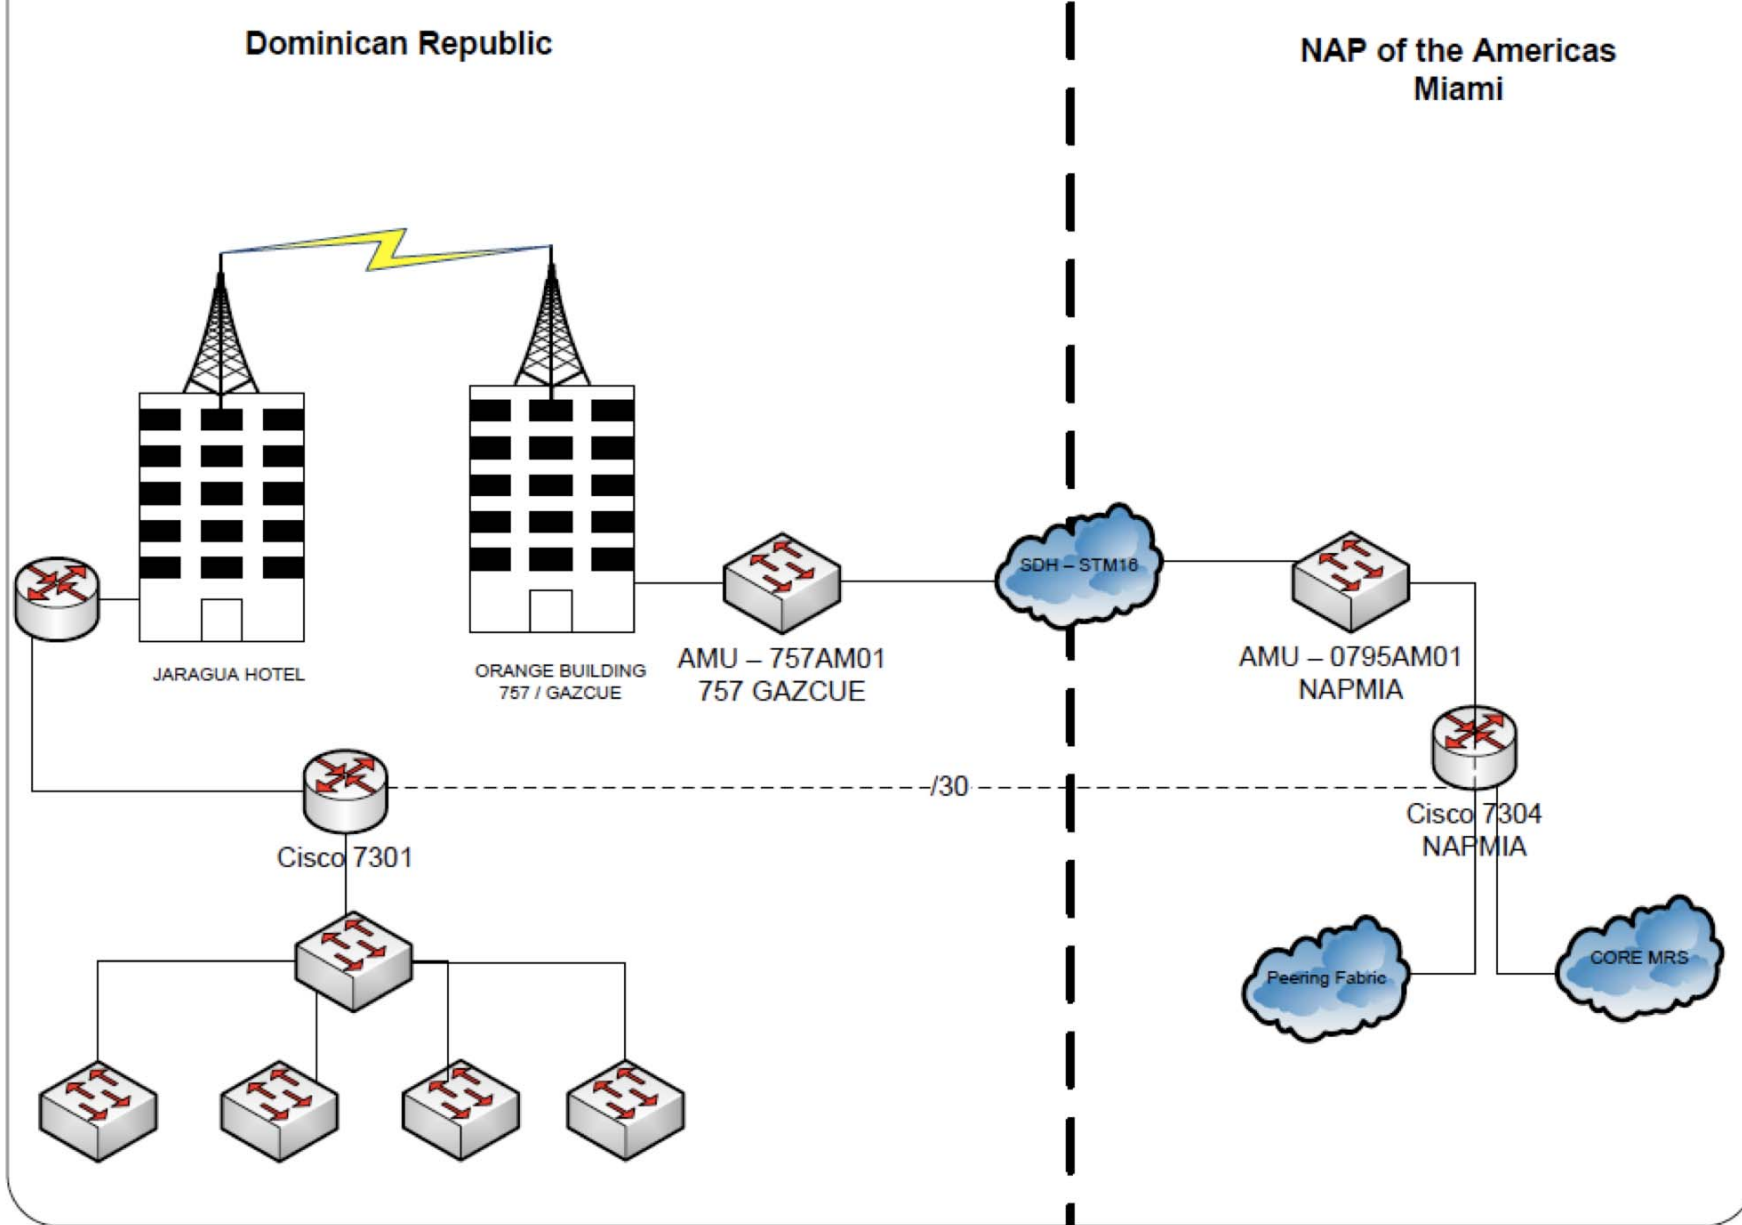 Dominican Republic
NAP of the Americas
Miami
SDH – STM16
JARAGUA HOTEL
ORANGE BUILDING
757 / GAZCUE
AMU – 757AM01
757 GAZCUE
AMU – 0795AM01
NAPMIA
/30
Cisco 7301
Cisco 7304
NAPMIA
Peering Fabric
CORE MRS